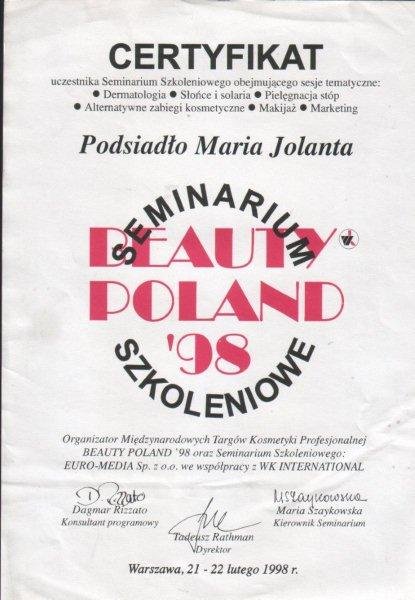 CERTYFIKAT
uczestnika Seminarium Szkoleniowego obejmującego sesje tematyczne:
● Dermatologia ● Słońce i solaria ● Pielęgnacja stóp
● Alternatywne zabiegi kosmetyczne ● Makijaż ● Marketing
Podsiadło Maria Jolanta
SEMINARIUM
BEAUTY
POLAND
'98
SZKOLENIOWE
Organizator Międzynarodowych Targów Kosmetyki Profesjonalnej
BEAUTY POLAND '98 oraz Seminarium Szkoleniowego:
EURO-MEDIA Sp. z o.o. we współpracy z WK INTERNATIONAL
D. Rizzato
MSzaykowska
Dagmar Rizzato
Konsultant programowy
Maria Szaykowska
Kierownik Seminarium
Tadeusz Rathman
Dyrektor
Warszawa, 21 - 22 lutego 1998 r.